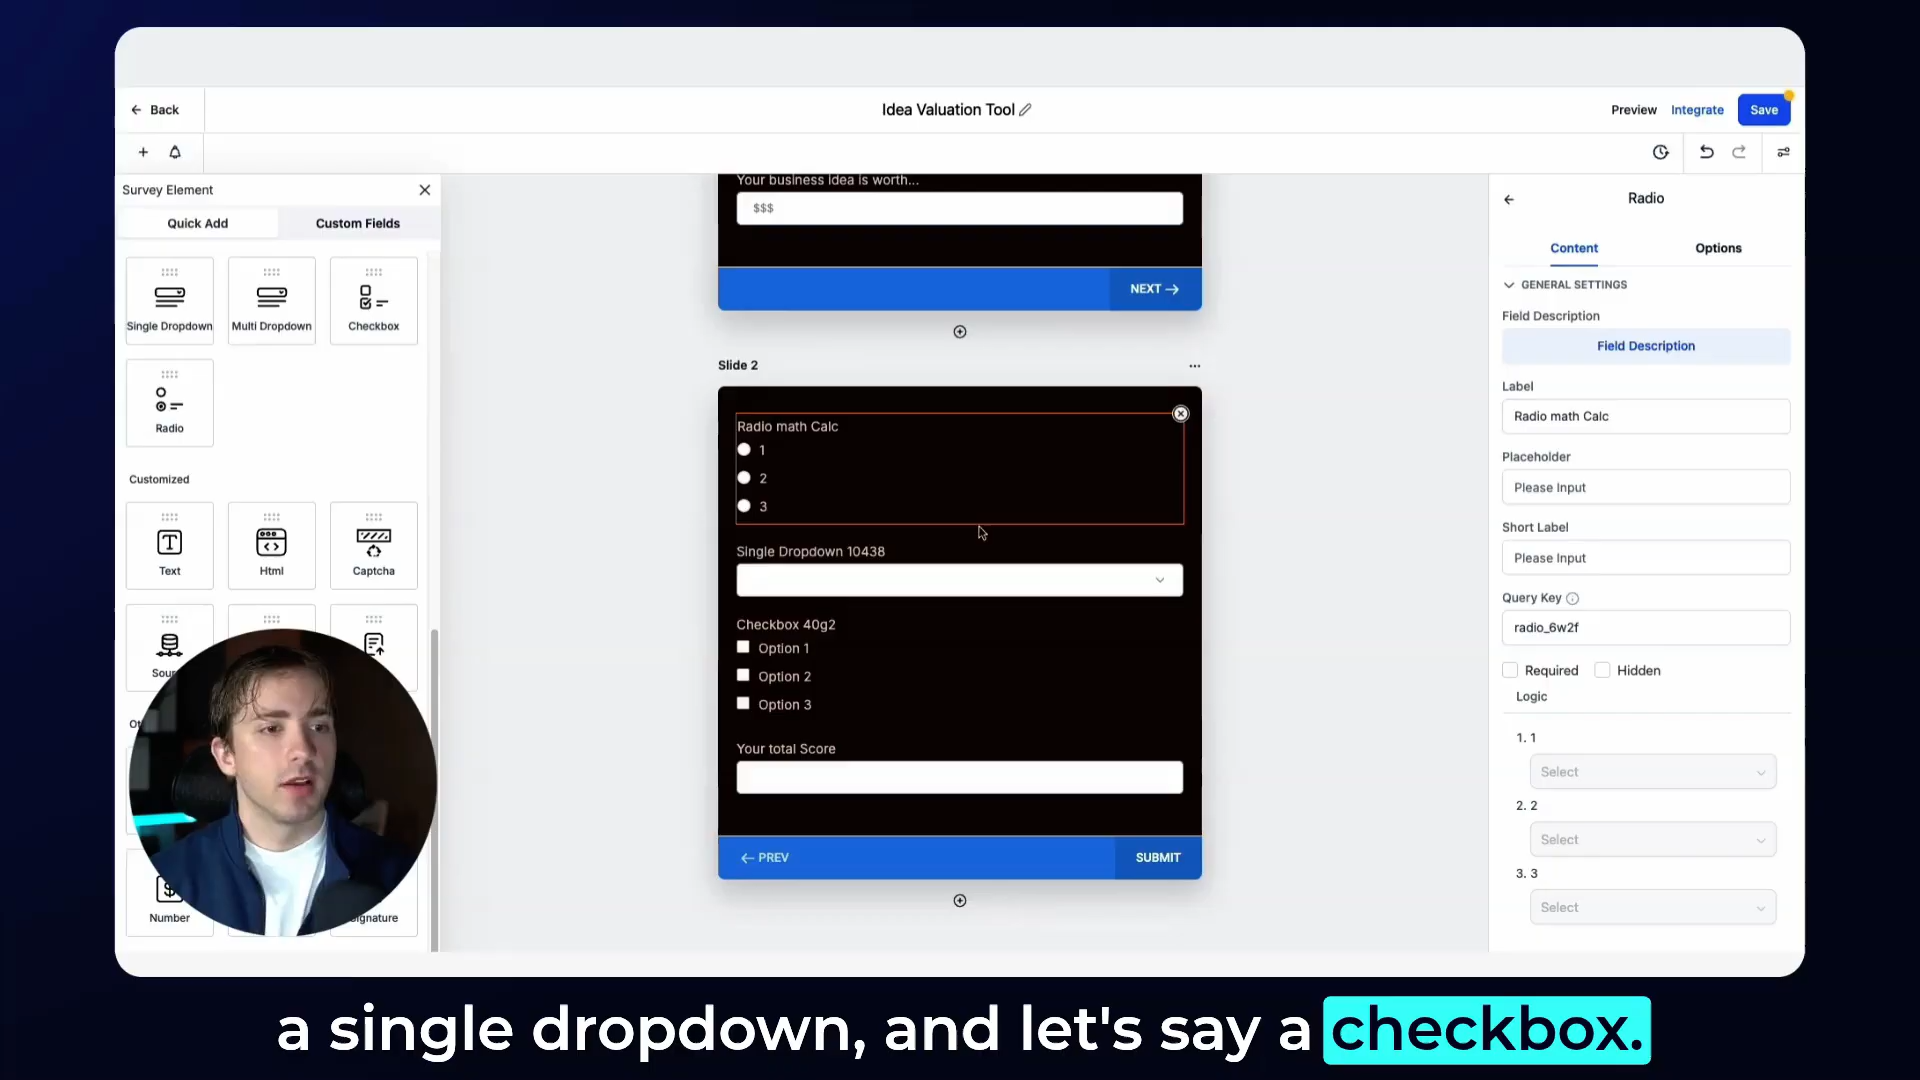 Back
Idea Valuation Tool
Preview
Integrate
Save
Survey Element
Quick Add
Custom Fields
Single Dropdown
Multi Dropdown
Checkbox
Radio
Customized
Text
Html
Captcha
Number
Your business idea is worth...
$$$
NEXT
Slide 2
Radio math Calc
1
2
3
Single Dropdown 10438
Checkbox 40g2
Option 1
Option 2
Option 3
Your total Score
PREV
SUBMIT
Radio
Content
Options
GENERAL SETTINGS
Field Description
Field Description
Label
Radio math Calc
Placeholder
Please Input
Short Label
Please Input
Query Key
radio_6w2f
Required
Hidden
Logic
1. 1
Select
2. 2
Select
3. 3
Select
a single dropdown, and let's say a checkbox.